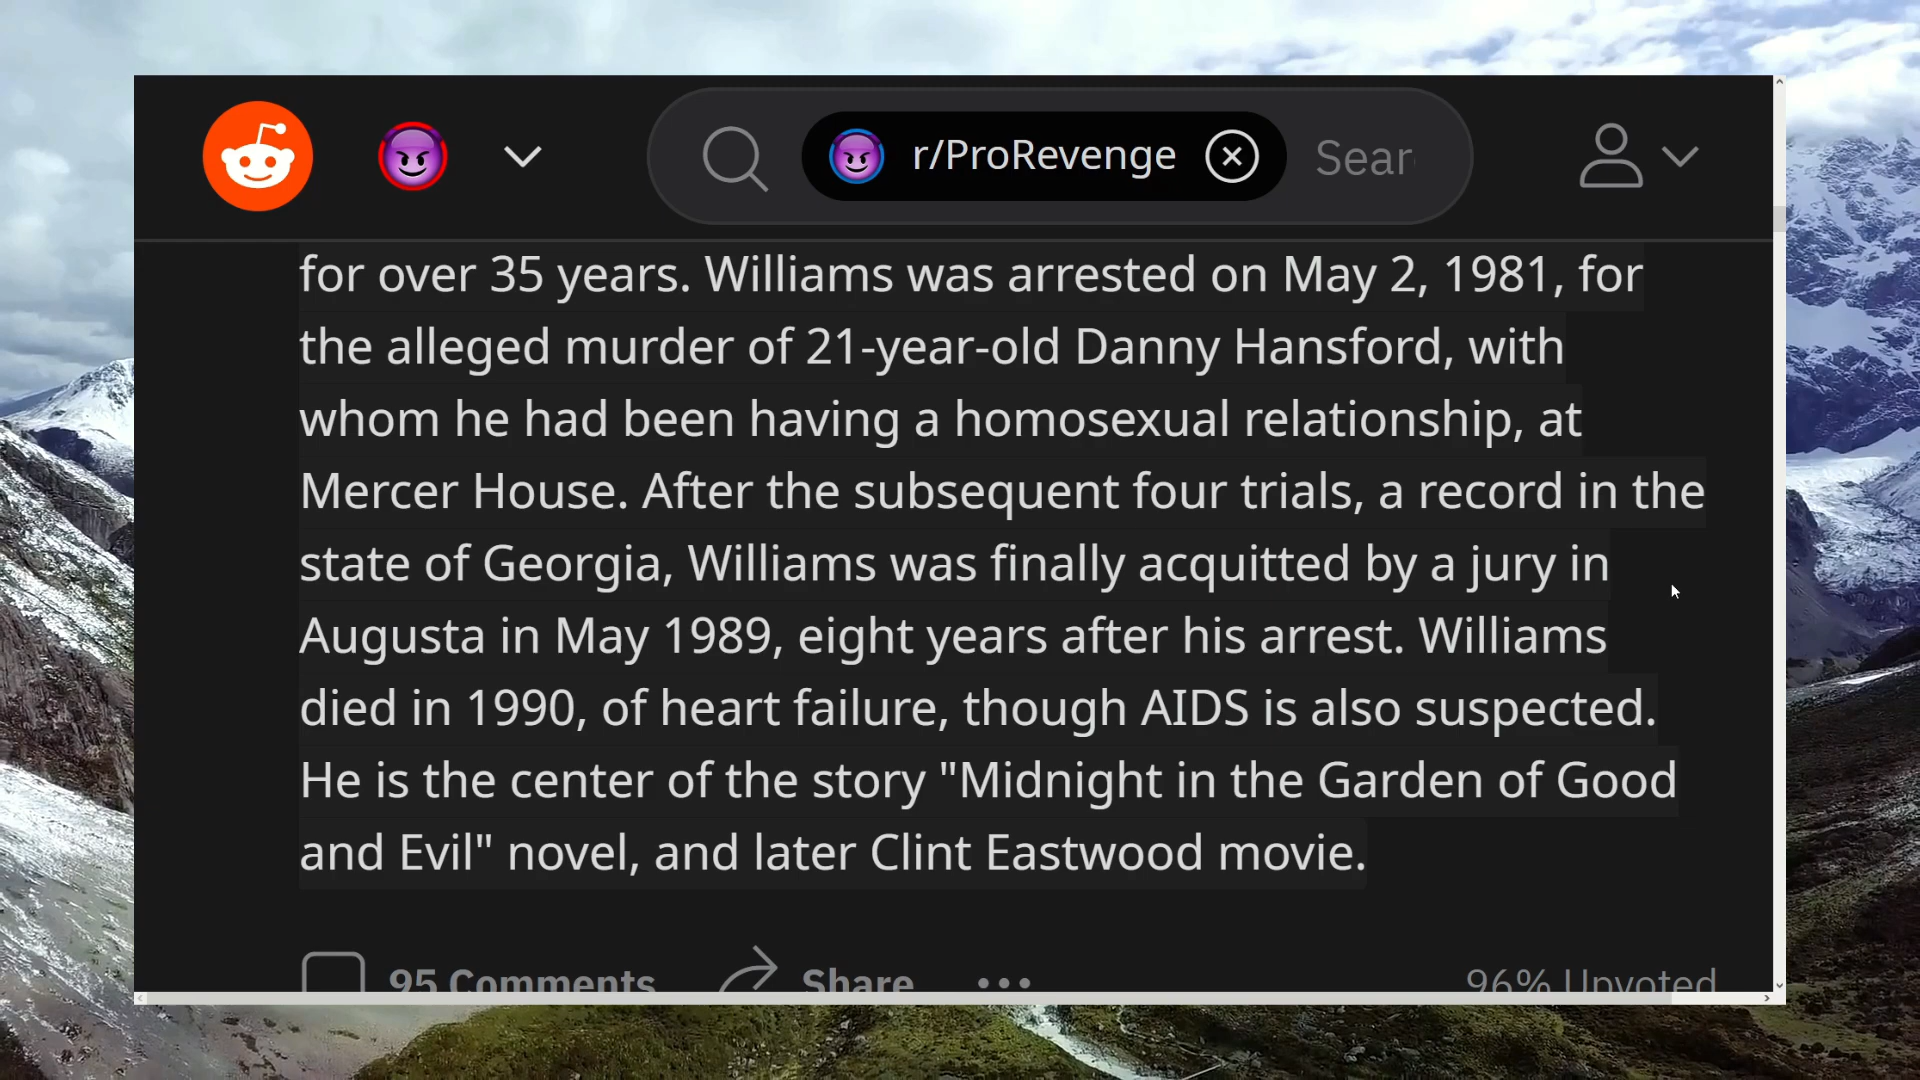 r/ProRevenge Sear
for over 35 years. Williams was arrested on May 2, 1981, for
the alleged murder of 21-year-old Danny Hansford, with
whom he had been having a homosexual relationship, at
Mercer House. After the subsequent four trials, a record in the
state of Georgia, Williams was finally acquitted by a jury in
Augusta in May 1989, eight years after his arrest. Williams
died in 1990, of heart failure, though AIDS is also suspected.
He is the center of the story "Midnight in the Garden of Good
and Evil" novel, and later Clint Eastwood movie.
95 Comments Share 96% Upvoted